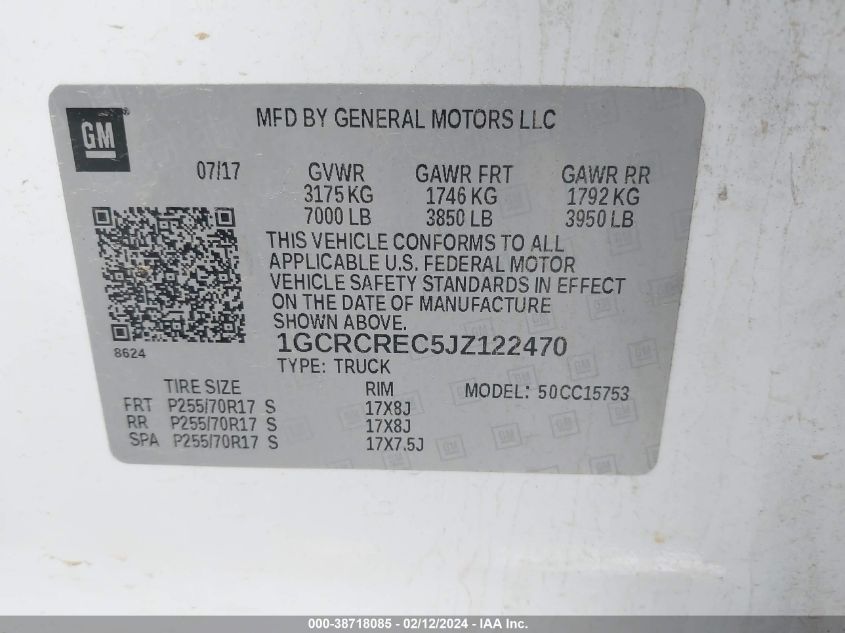 GM
MFD BY GENERAL MOTORS LLC
07/17 GVWR GAWR FRT GAWR RR
3175 KG 1746 KG 1792 KG
7000 LB 3850 LB 3950 LB
THIS VEHICLE CONFORMS TO ALL
APPLICABLE U.S. FEDERAL MOTOR
VEHICLE SAFETY STANDARDS IN EFFECT
ON THE DATE OF MANUFACTURE
SHOWN ABOVE.
8624
1GCRCREC5JZ122470
TYPE: TRUCK
TIRE SIZE RIM MODEL: 50CC15753
FRT P255/70R17 S 17X8J
RR P255/70R17 S 17X8J
SPA P255/70R17 S 17X7.5J
000-38718085 - 02/12/2024 - IAA Inc.